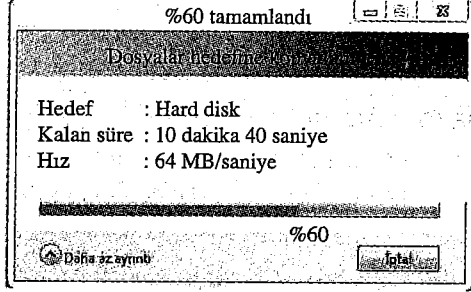 %60 tamamlandı
Dosyalar hedefine
Hedef : Hard disk
Kalan süre : 10 dakika 40 saniye
Hız : 64 MB/saniye
%60
Daha az ayrıntı
İptal